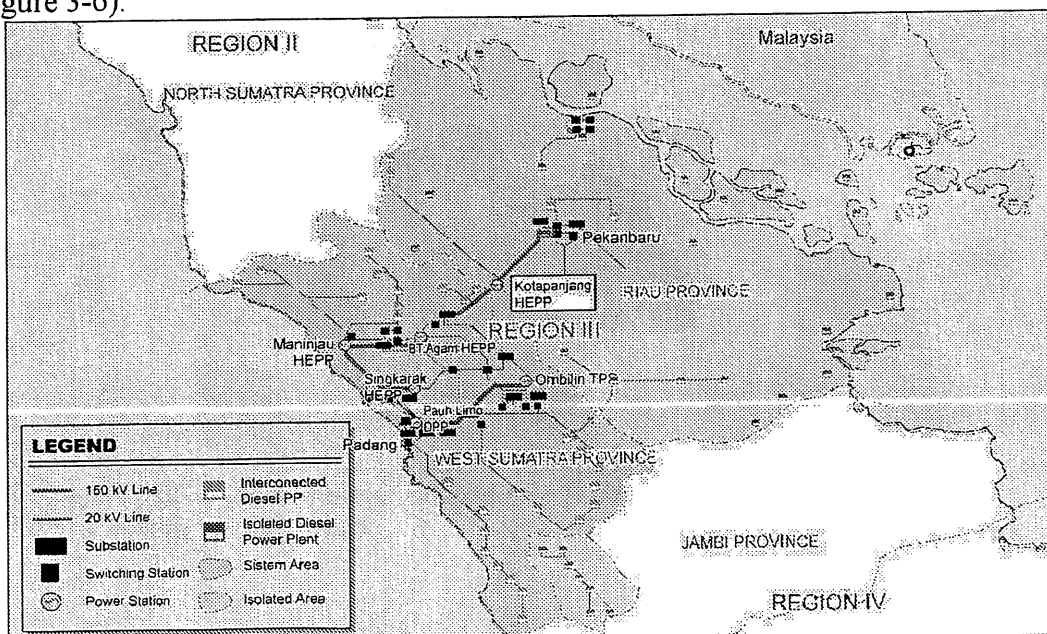 gure 3-6).
REGION II
Malaysia
NORTH SUMATRA PROVINCE
Pekanbaru
Kotapanjang
HEPP
RIAU PROVINCE
REGION III
Maninjau
HEPP
BT.Agam HEPP
Singkarak
HEPP
Ombilin TPS
Pauh Limo
DPP
Padang
WEST SUMATRA PROVINCE
JAMBI PROVINCE
REGION IV
LEGEND
150 kV Line
20 kV Line
Substation
Switching Station
Power Station
Interconected
Diesel PP
Isolated Diesel
Power Plent
Sistem Area
Isolated Area